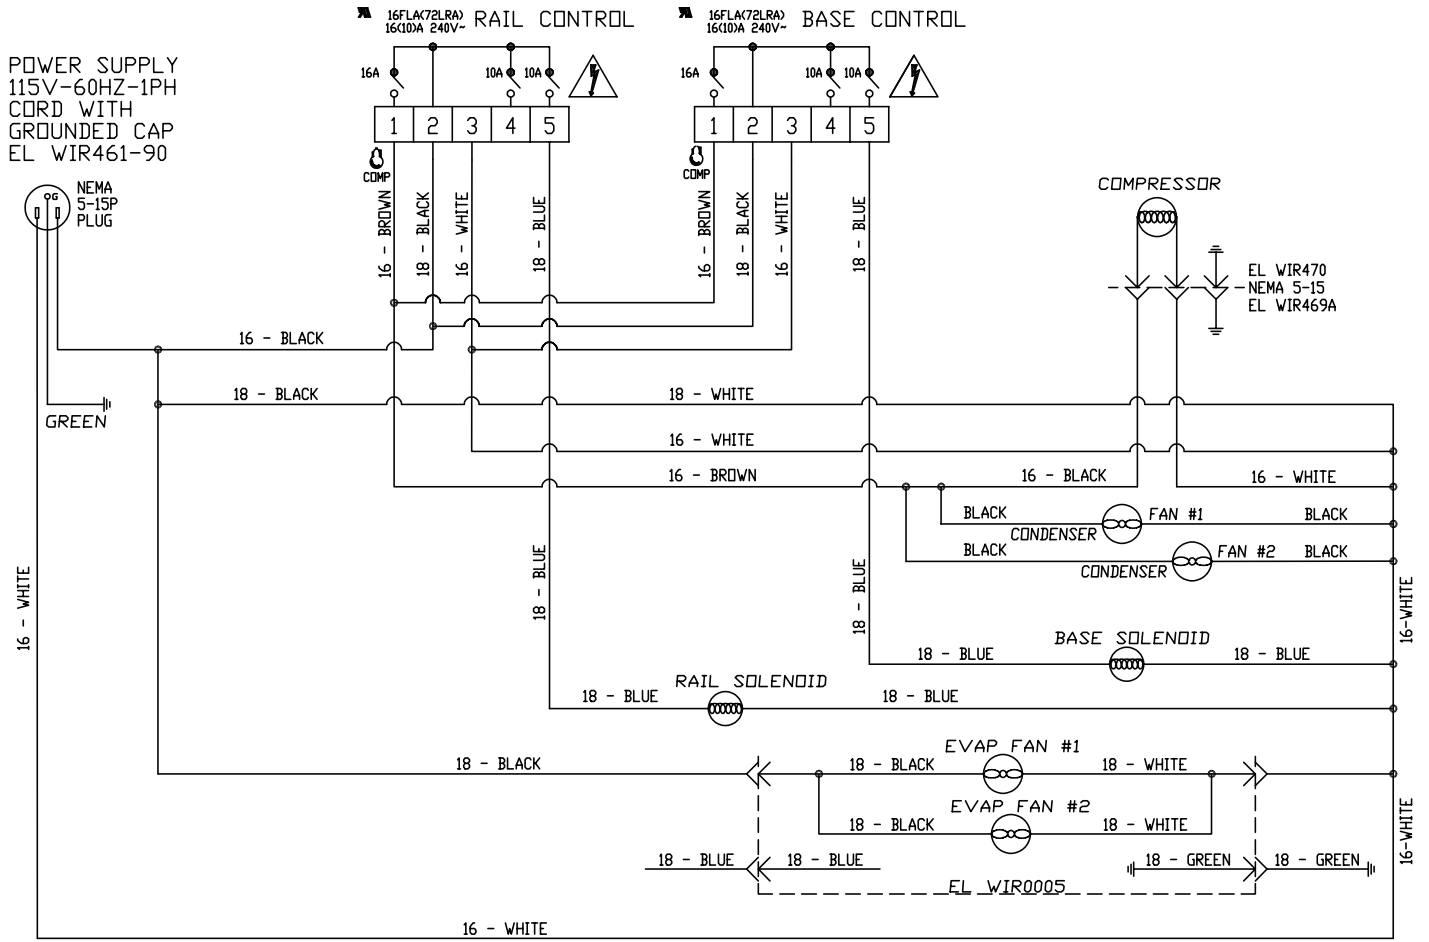 16FLA(72LRA)
16(10)A 240V~
RAIL CONTROL
16FLA(72LRA)
16(10)A 240V~
BASE CONTROL
POWER SUPPLY
115V-60HZ-1PH
CORD WITH
GROUNDED CAP
EL WIR461-90
16A
10A
10A
16A
10A
10A
1
2
3
4
5
1
2
3
4
5
COMP
COMP
G
NEMA
5-15P
PLUG
16 - BROWN
18 - BLACK
16 - WHITE
18 - BLUE
16 - BROWN
18 - BLACK
16 - WHITE
18 - BLUE
COMPRESSOR
EL WIR470
NEMA 5-15
EL WIR469A
16 - BLACK
18 - BLACK
18 - WHITE
GREEN
16 - WHITE
16 - BROWN
16 - BLACK
16 - WHITE
BLACK
FAN #1
BLACK
CONDENSER
BLACK
FAN #2
BLACK
CONDENSER
16 - WHITE
18 - BLUE
18 - BLUE
16-WHITE
BASE SOLENOID
18 - BLUE
18 - BLUE
RAIL SOLENOID
18 - BLUE
18 - BLUE
EVAP FAN #1
18 - BLACK
18 - BLACK
18 - WHITE
EVAP FAN #2
18 - BLACK
18 - WHITE
16-WHITE
18 - BLUE
18 - BLUE
18 - GREEN
18 - GREEN
EL WIR0005
16 - WHITE